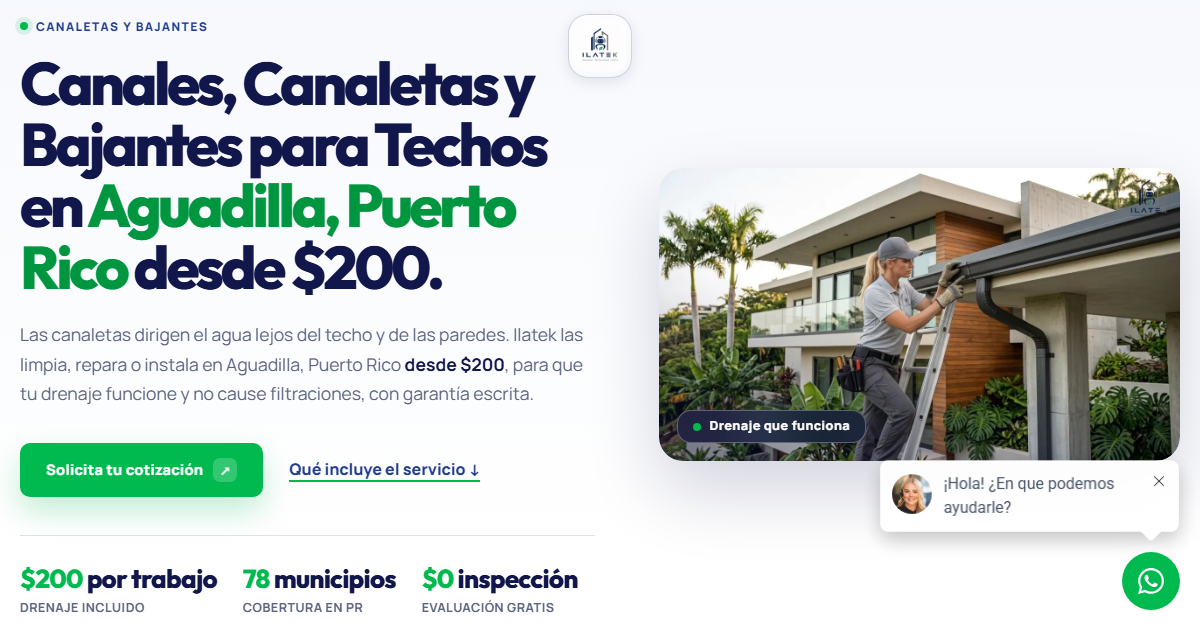 CANALETAS Y BAJANTES
ILATEK
Canales, Canaletas y
Bajantes para Techos
en Aguadilla, Puerto
Rico desde $200.
Las canaletas dirigen el agua lejos del techo y de las paredes. Ilatek las
limpia, repara o instala en Aguadilla, Puerto Rico desde $200, para que
tu drenaje funcione y no cause filtraciones, con garantía escrita.
Solicita tu cotización ↗
Qué incluye el servicio ↓
ILATEK
Drenaje que funciona
¡Hola! ¿En que podemos
ayudarle?
$200 por trabajo
DRENAJE INCLUIDO
78 municipios
COBERTURA EN PR
$0 inspección
EVALUACIÓN GRATIS